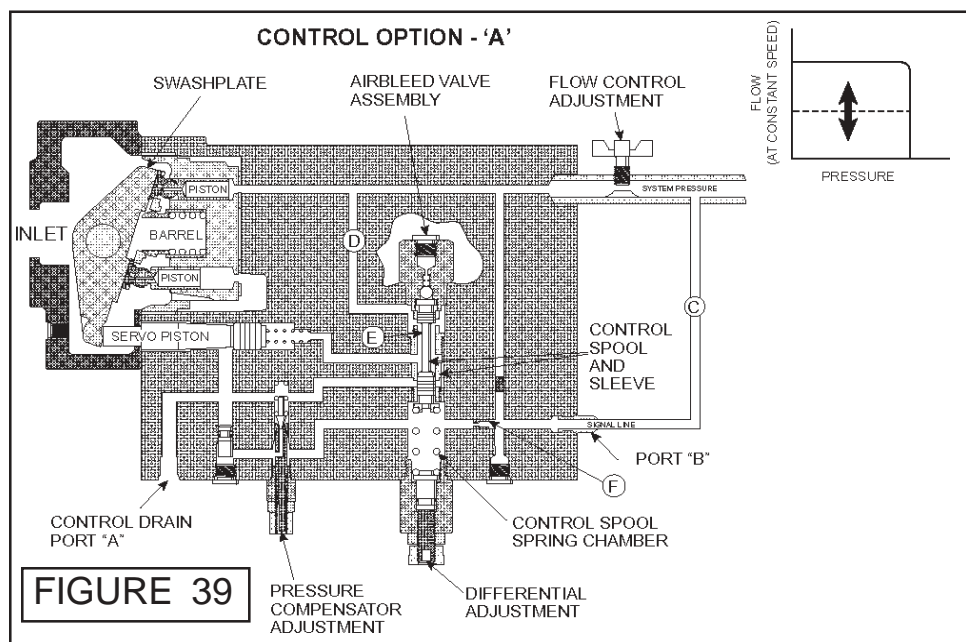 CONTROL OPTION - ‘A’
SWASHPLATE
AIRBLEED VALVE
ASSEMBLY
FLOW CONTROL
ADJUSTMENT
FLOW
(AT CONSTANT SPEED)
PRESSURE
PISTON
SYSTEM PRESSURE
INLET
BARREL
D
PISTON
C
SERVO PISTON
E
CONTROL
SPOOL
AND
SLEEVE
SIGNAL LINE
PORT “B”
F
CONTROL DRAIN
PORT “A”
CONTROL SPOOL
SPRING CHAMBER
FIGURE 39
PRESSURE
COMPENSATOR
ADJUSTMENT
DIFFERENTIAL
ADJUSTMENT